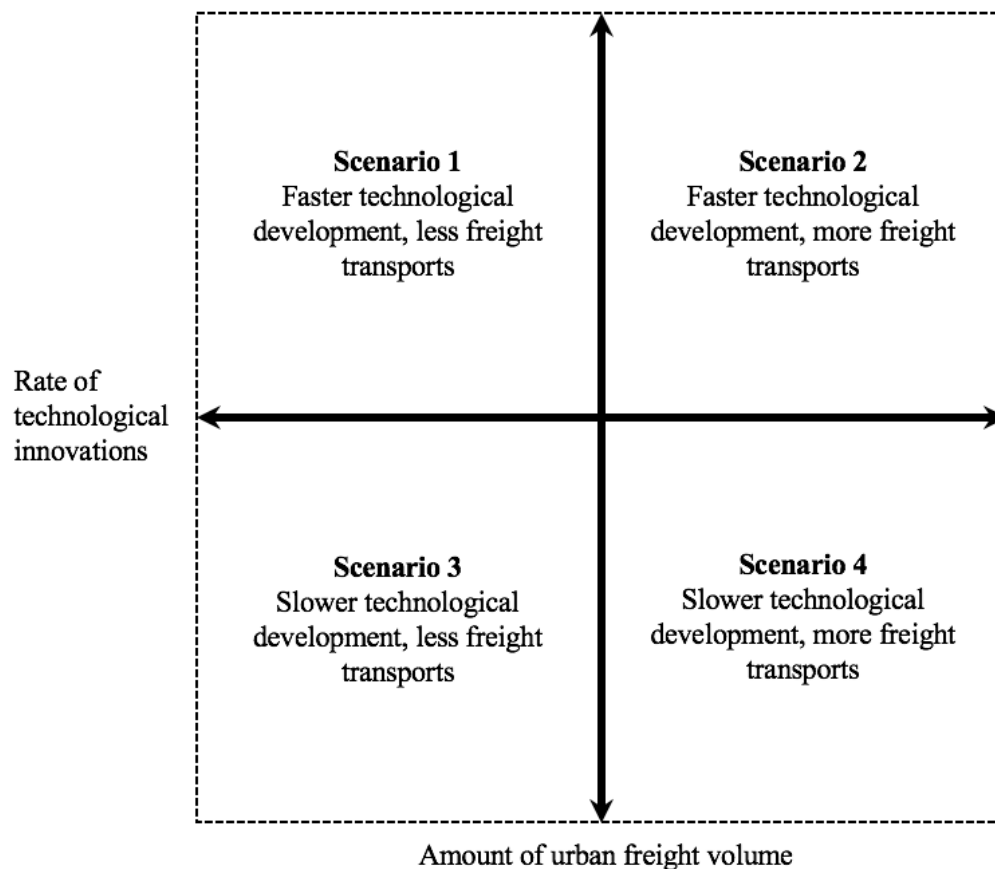 Scenario 1
Faster technological
development, less freight
transports
Scenario 2
Faster technological
development, more freight
transports
Rate of
technological
innovations
Scenario 3
Slower technological
development, less freight
transports
Scenario 4
Slower technological
development, more freight
transports
Amount of urban freight volume